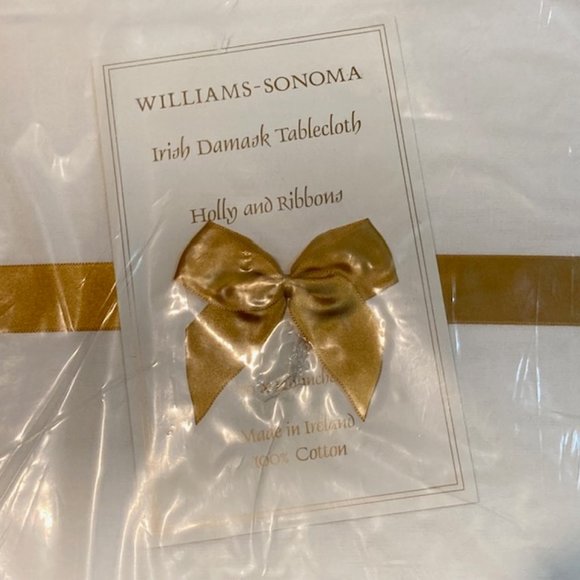 WILLIAMS-SONOMA
Irish Damask Tablecloth
Holly and Ribbons
Made in Ireland
100% Cotton